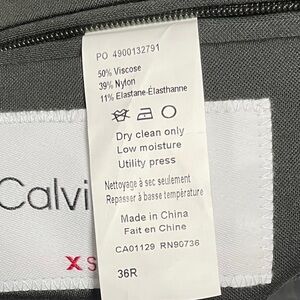 PO 4900132791
50% Viscose
39% Nylon
11% Elastane-Élasthanne
Dry clean only
Low moisture
Utility press
Nettoyage à sec seulement
Repasser à basse température
Made in China
Fait en Chine
CA01129 RN90736
36R
Calvi
X S